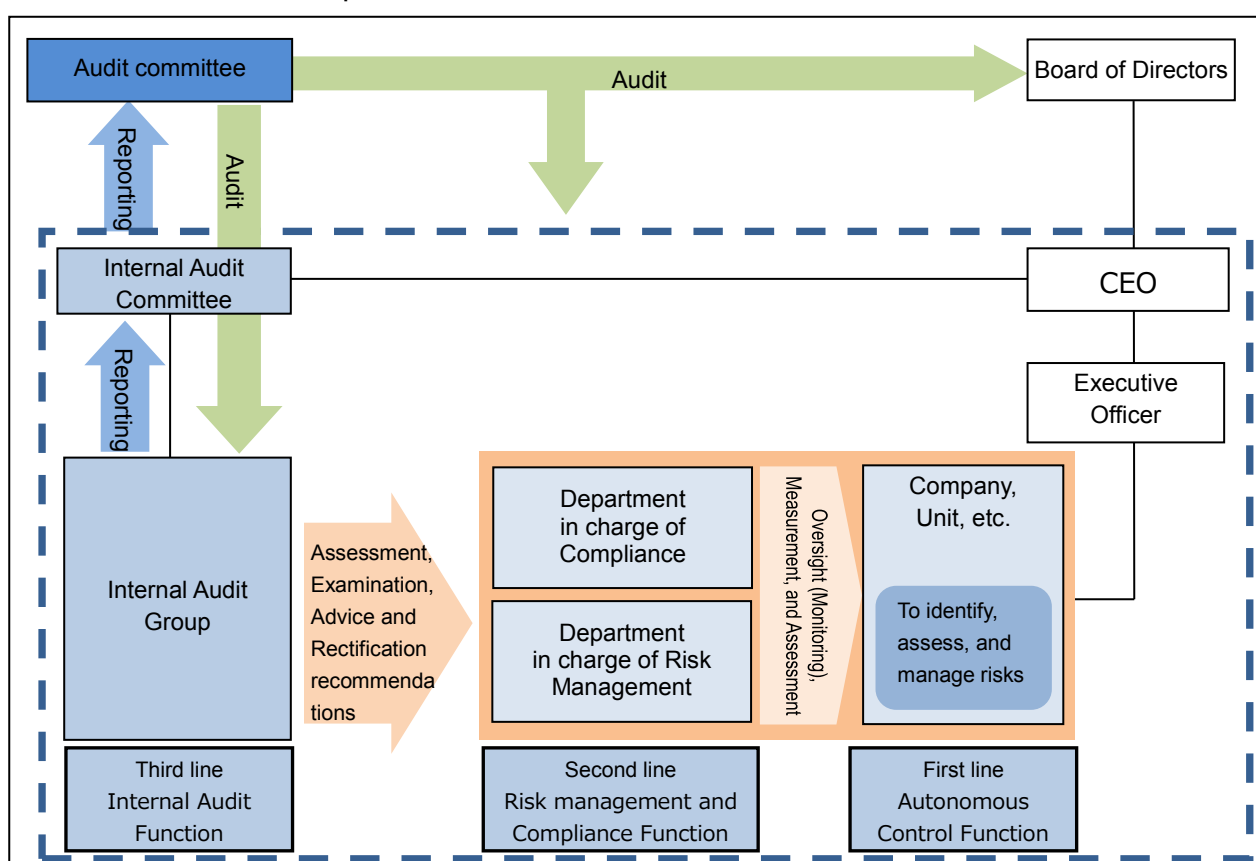 Audit committee
Audit
Board of Directors
Reporting
Audit
Internal Audit
Committee
CEO
Reporting
Executive
Officer
Internal Audit
Group
Assessment,
Examination,
Advice and
Rectification
recommenda
tions
Department
in charge of
Compliance
Department
in charge of Risk
Management
Oversight (Monitoring),
Measurement, and Assessment
Company,
Unit, etc.
To identify,
assess, and
manage risks
Third line
Internal Audit
Function
Second line
Risk management and
Compliance Function
First line
Autonomous
Control Function